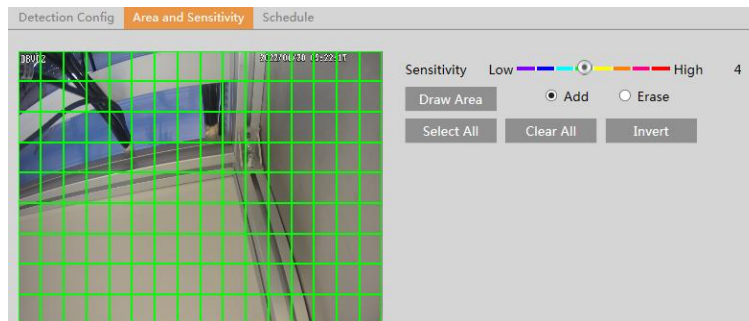 Detection Config Area and Sensitivity Schedule
Sensitivity Low High 4
Draw Area Add Erase
Select All Clear All Invert